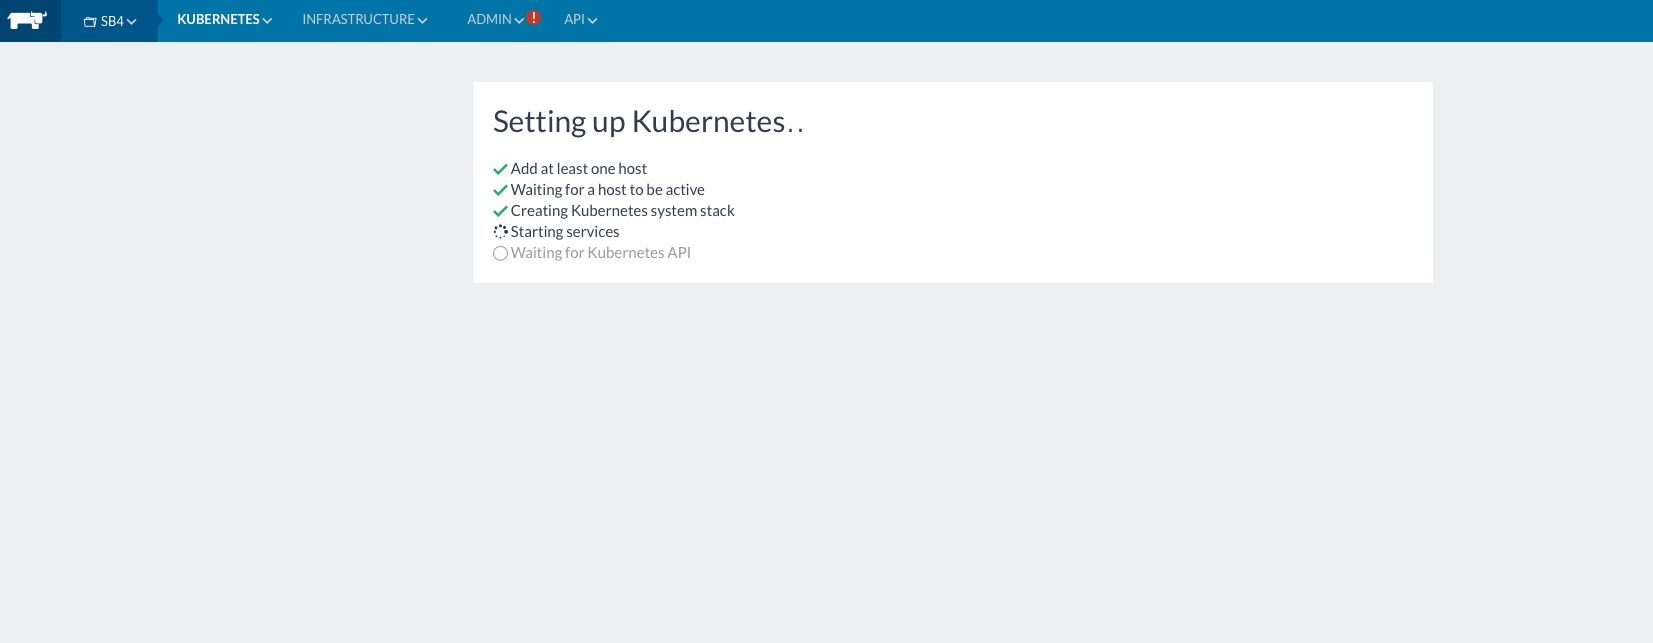 SB4 KUBERNETES INFRASTRUCTURE ADMIN ! API
Setting up Kubernetes..
Add at least one host
Waiting for a host to be active
Creating Kubernetes system stack
Starting services
Waiting for Kubernetes API